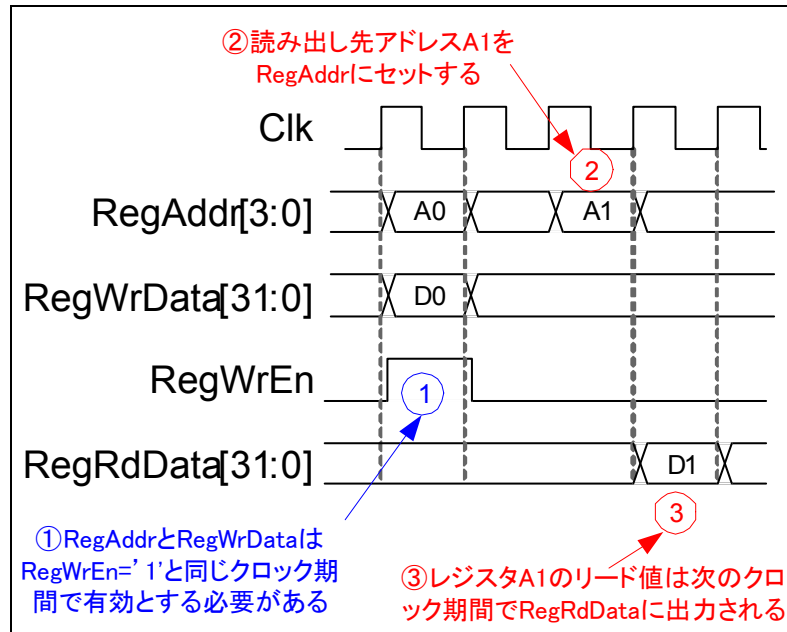 ②読み出し先アドレスA1を
RegAddrにセットする
Clk
2
RegAddr[3:0]
A0
A1
RegWrData[31:0]
D0
RegWrEn
1
RegRdData[31:0]
D1
3
①RegAddrとRegWrDataは
RegWrEn=’1’と同じクロック期
間で有効とする必要がある
③レジスタA1のリード値は次のクロ
ック期間でRegRdDataに出力される